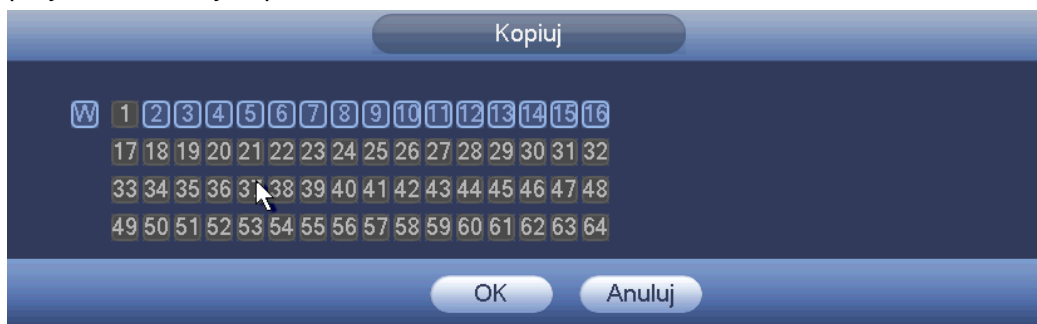 Kopiuj
W 1 2 3 4 5 6 7 8 9 10 11 12 13 14 15 16
17 18 19 20 21 22 23 24 25 26 27 28 29 30 31 32
33 34 35 36 37 38 39 40 41 42 43 44 45 46 47 48
49 50 51 52 53 54 55 56 57 58 59 60 61 62 63 64
OK Anuluj